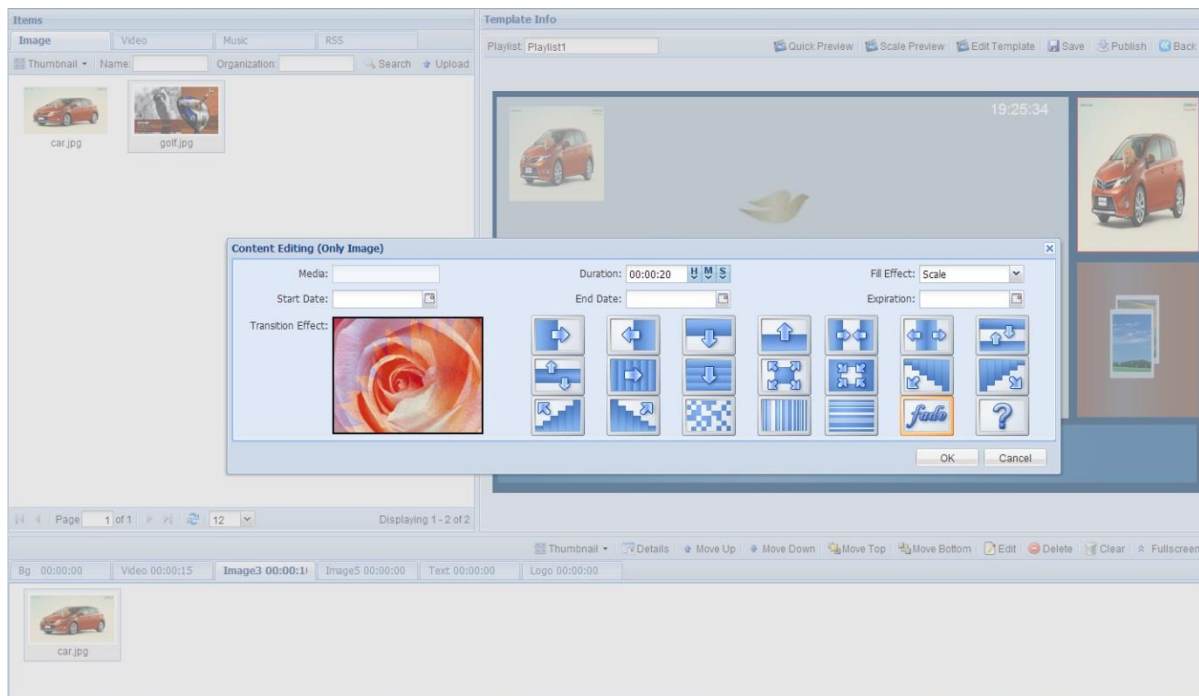 Items
Image Video Music RSS
Thumbnail Name: Organization: Search Upload
car.jpg golf.jpg
Template Info
Playlist: Playlist1 Quick Preview Scale Preview Edit Template Save Publish Back
19:25:34
Content Editing (Only Image)
Media: Duration: 00:00:20 H M S Fill Effect: Scale
Start Date: End Date: Expiration:
Transition Effect:
fade ?
OK Cancel
Page 1 of 1 12 Displaying 1 - 2 of 2
Thumbnail Details Move Up Move Down Move Top Move Bottom Edit Delete Clear Fullscreen
Bg 00:00:00 Video 00:00:15 Image3 00:00:1 Image5 00:00:00 Text 00:00:00 Logo 00:00:00
car.jpg